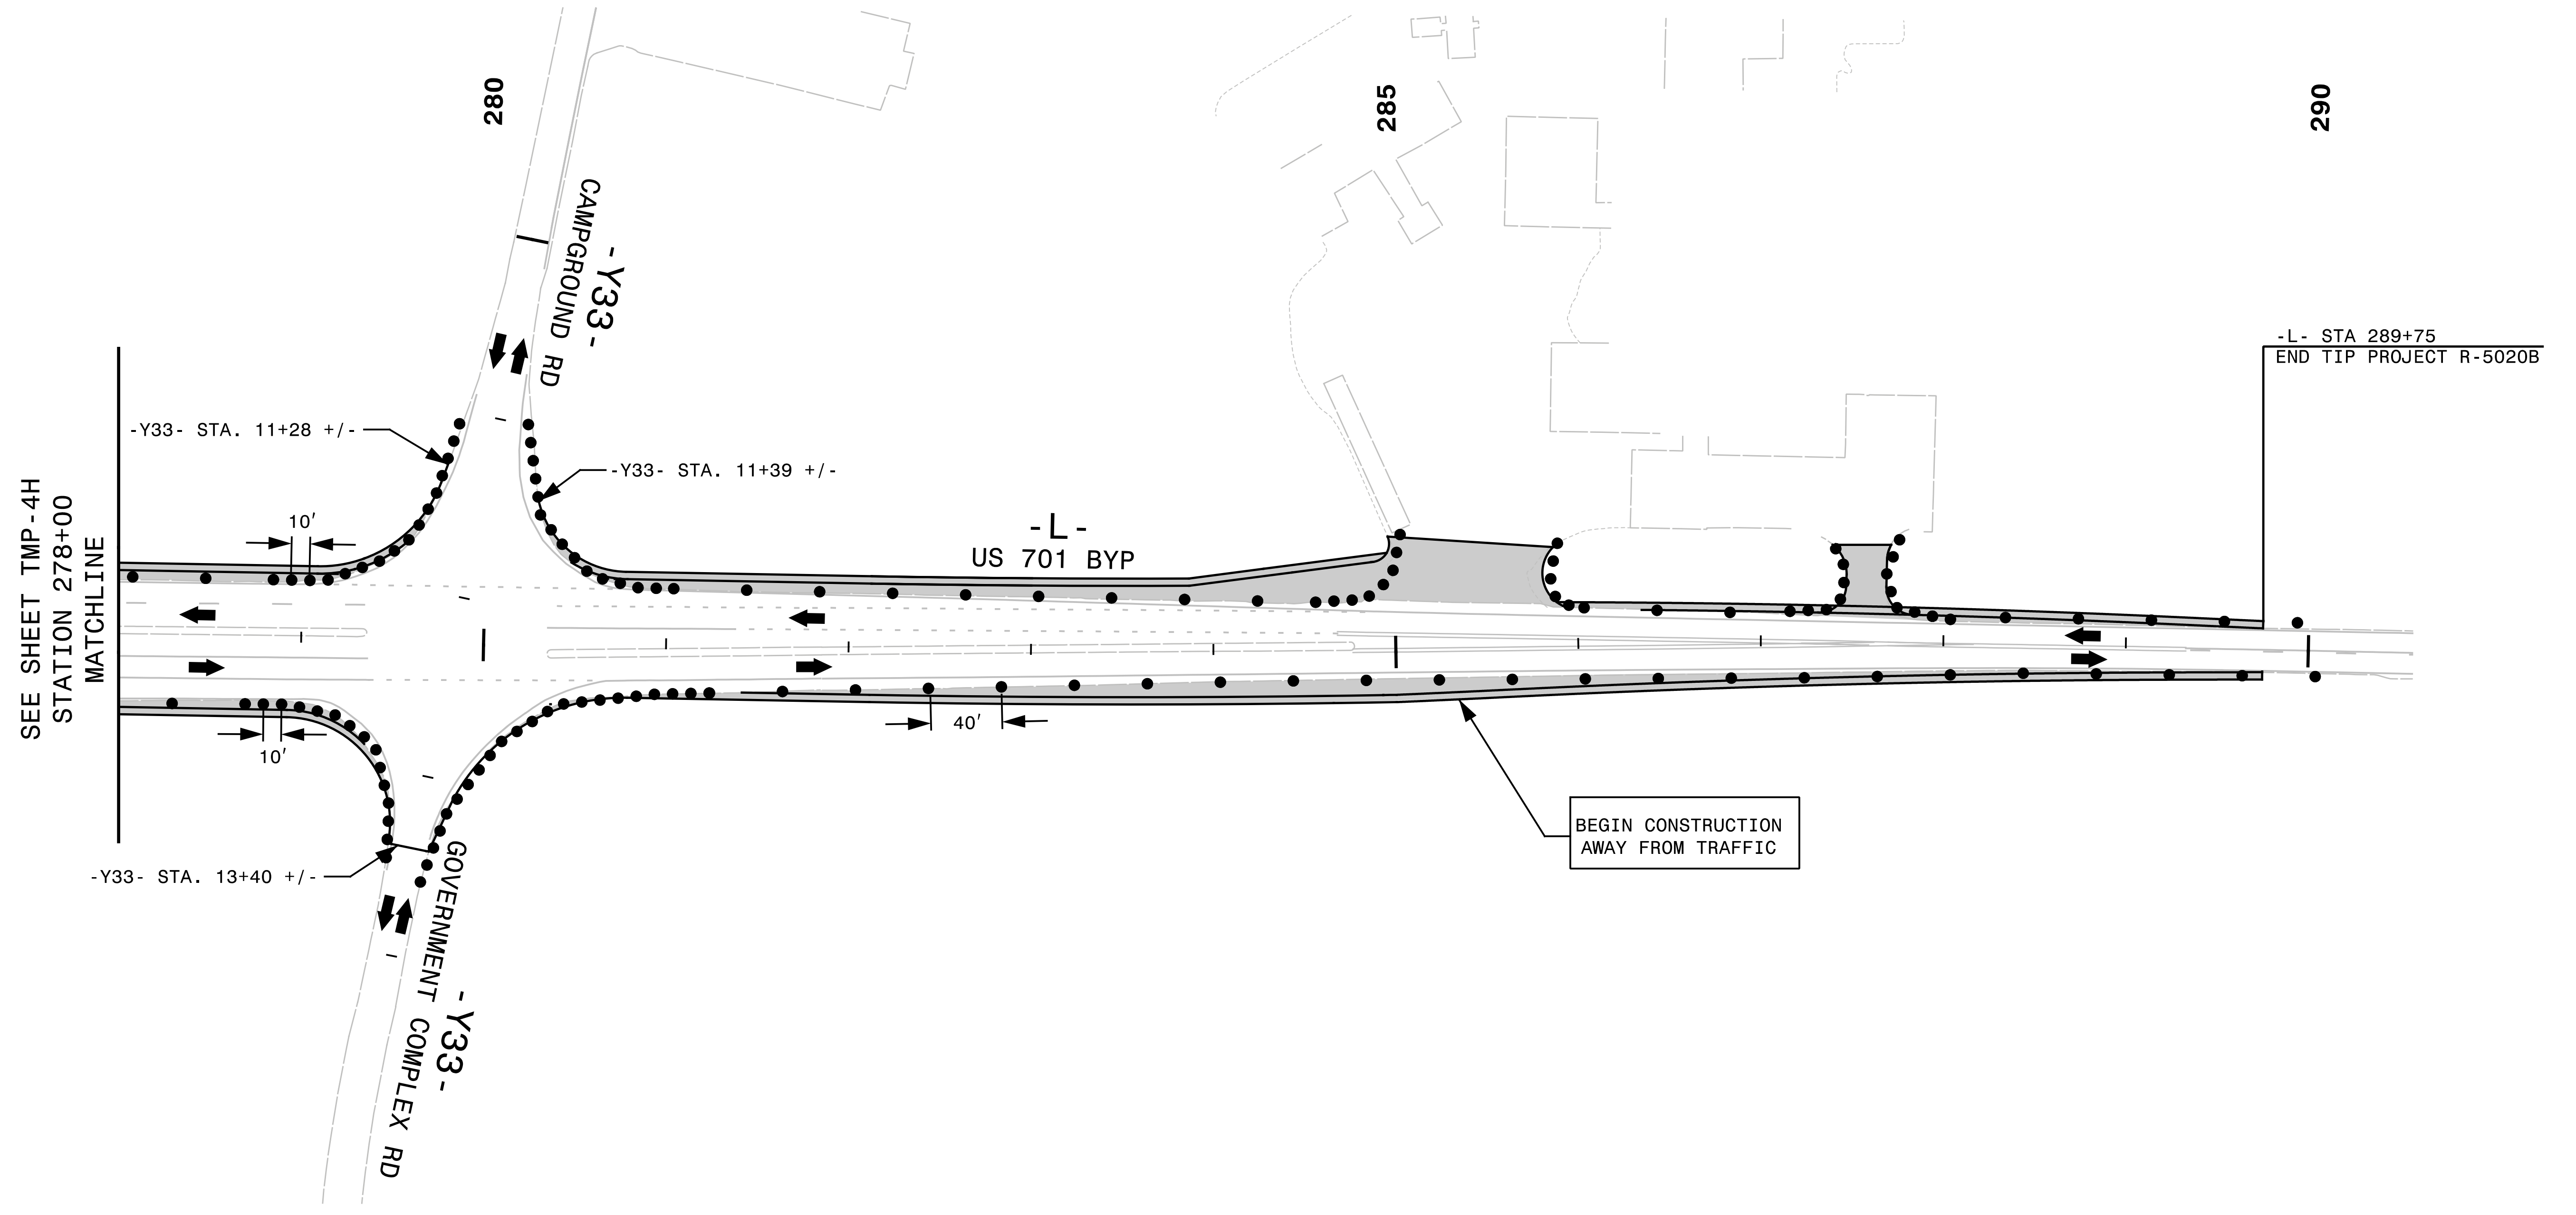 280
285
290
-Y33-
CAMPGROUND RD
-L- STA 289+75
END TIP PROJECT R-5020B
-Y33- STA. 11+28 +/-
-Y33- STA. 11+39 +/-
SEE SHEET TMP-4H
STATION 278+00
MATCHLINE
10'
-L-
US 701 BYP
10'
40'
BEGIN CONSTRUCTION
AWAY FROM TRAFFIC
-Y33- STA. 13+40 +/-
GOVERNMENT COMPLEX RD
-Y33-